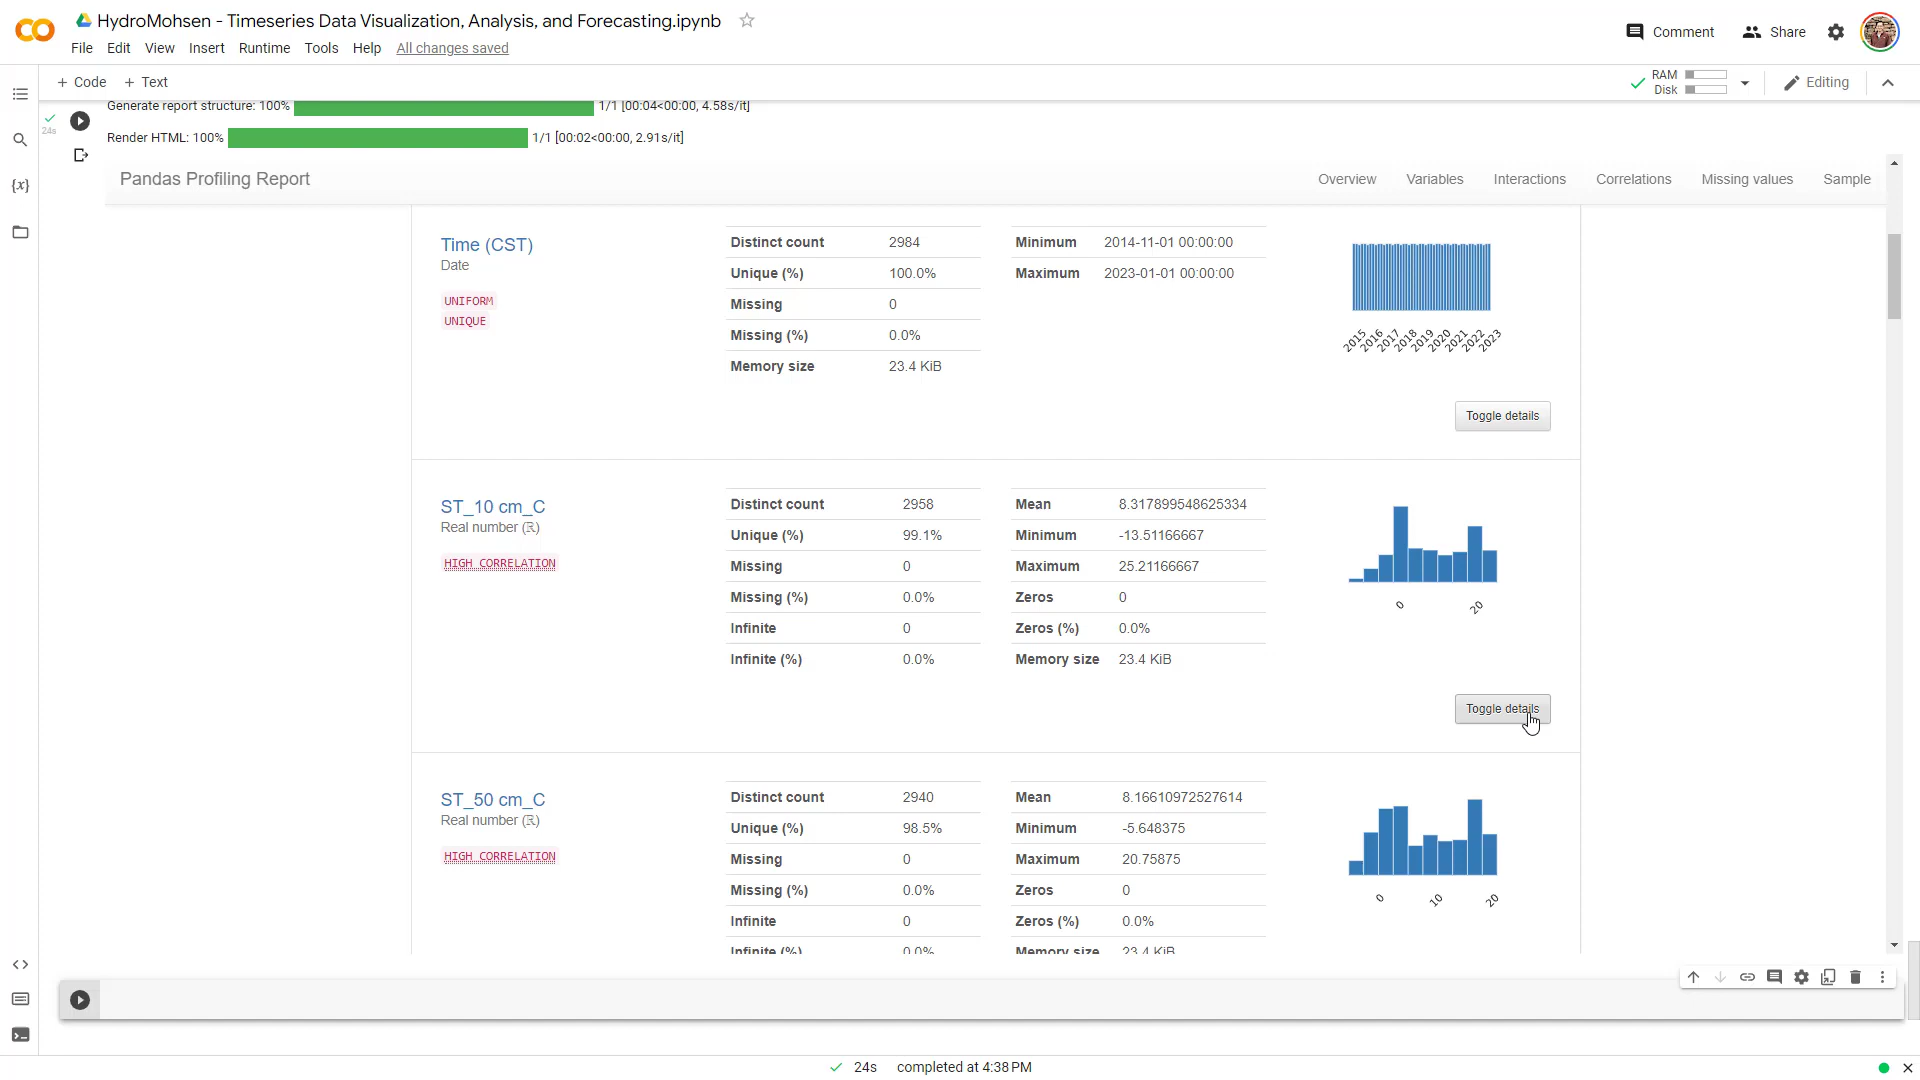 HydroMohsen - Timeseries Data Visualization, Analysis, and Forecasting.ipynb
File Edit View Insert Runtime Tools Help All changes saved
Comment Share
+ Code + Text
RAM
Disk
Editing
Generate report structure: 100% 1/1 [00:04<00:00, 4.58s/it]
24s
Render HTML: 100% 1/1 [00:02<00:00, 2.91s/it]
{x}
Pandas Profiling Report Overview Variables Interactions Correlations Missing values Sample
Time (CST)
Date
UNIFORM
UNIQUE
Distinct count 2984
Unique (%) 100.0%
Missing 0
Missing (%) 0.0%
Memory size 23.4 KiB
Minimum 2014-11-01 00:00:00
Maximum 2023-01-01 00:00:00
2015 2016 2017 2018 2019 2020 2021 2022 2023
Toggle details
ST_10 cm_C
Real number (ℝ)
HIGH CORRELATION
Distinct count 2958
Unique (%) 99.1%
Missing 0
Missing (%) 0.0%
Infinite 0
Infinite (%) 0.0%
Mean 8.317899548625334
Minimum -13.51166667
Maximum 25.21166667
Zeros 0
Zeros (%) 0.0%
Memory size 23.4 KiB
0 20
Toggle details
ST_50 cm_C
Real number (ℝ)
HIGH CORRELATION
Distinct count 2940
Unique (%) 98.5%
Missing 0
Missing (%) 0.0%
Infinite 0
Infinite (%) 0.0%
Mean 8.16610972527614
Minimum -5.648375
Maximum 20.75875
Zeros 0
Zeros (%) 0.0%
Memory size 23.4 KiB
0 10 20
24s completed at 4:38 PM